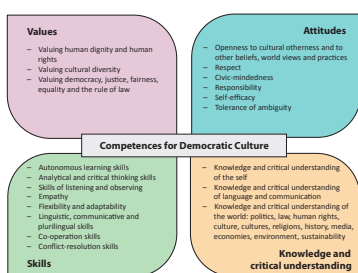 Values
– Valuing human dignity and human
rights
– Valuing cultural diversity
– Valuing democracy, justice, fairness,
equality and the rule of law
Attitudes
– Openness to cultural otherness and to
other beliefs, world views and practices
– Respect
– Civic-mindedness
– Responsibility
– Self-efficacy
– Tolerance of ambiguity
Competences for Democratic Culture
– Autonomous learning skills
– Analytical and critical thinking skills
– Skills of listening and observing
– Empathy
– Flexibility and adaptability
– Linguistic, communicative and
plurilingual skills
– Co-operation skills
– Conflict-resolution skills
Skills
– Knowledge and critical understanding
of the self
– Knowledge and critical understanding
of language and communication
– Knowledge and critical understanding of
the world: politics, law, human rights,
culture, cultures, religions, history, media,
economies, environment, sustainability
Knowledge and
critical understanding